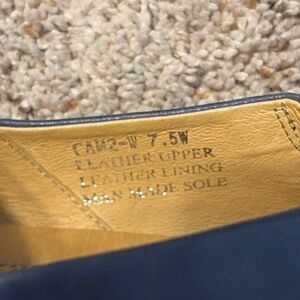 CAM2-W 7.5W
LEATHER UPPER
LEATHER LINING
MAN MADE SOLE